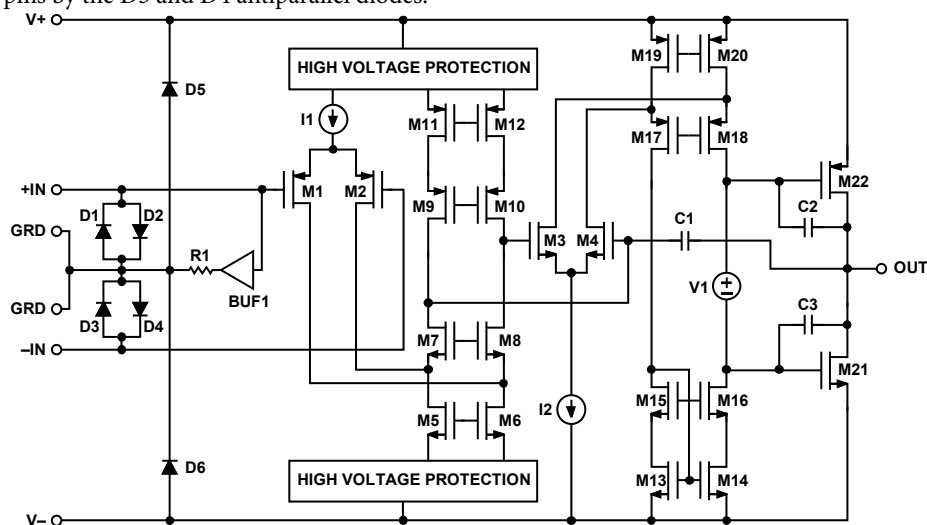 pins by the D3 and D4 antiparallel diodes.
V+
M19
M20
HIGH VOLTAGE PROTECTION
D5
I1
M11
M12
M17
M18
+IN
M1
M2
M22
D1
D2
M9
M10
GRD
C1
C2
M3
M4
R1
OUT
BUF1
V1
GRD
C3
D3
D4
M7
M8
–IN
M21
M15
M16
I2
M5
M6
D6
HIGH VOLTAGE PROTECTION
M13
M14
V–